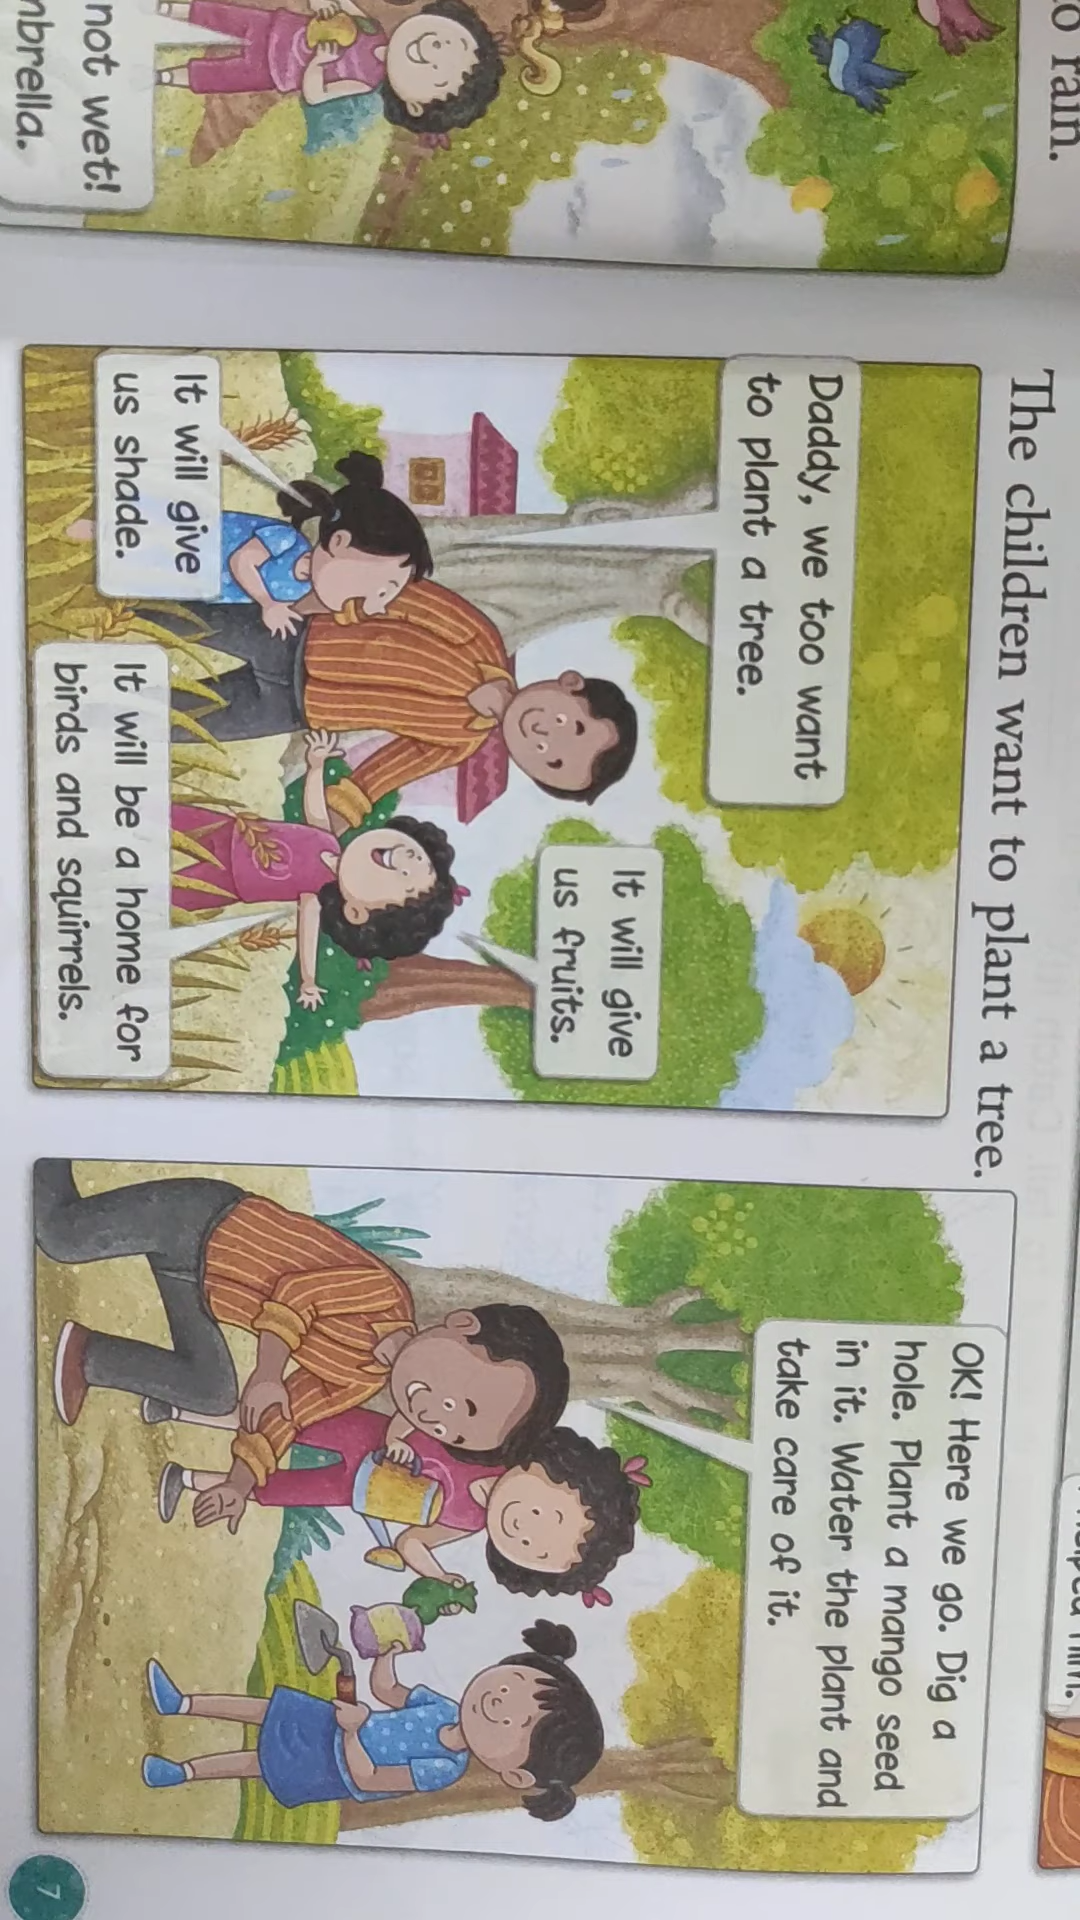 o rain.
not wet!
brella.
The children want to plant a tree.
Daddy, we too want
to plant a tree.
It will give
us fruits.
It will give
us shade.
It will be a home for
birds and squirrels.
OK! Here we go. Dig a
hole. Plant a mango seed
in it. Water the plant and
take care of it.
7